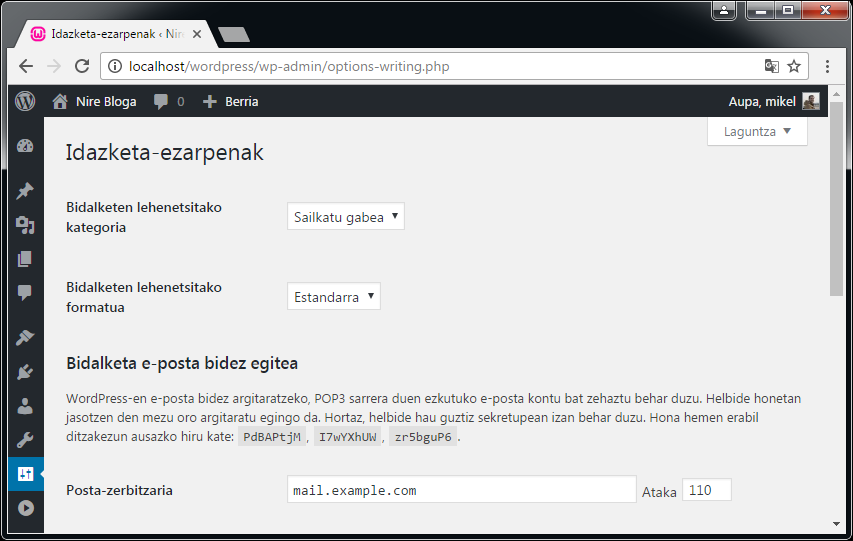 Idazketa-ezarpenak ‹ Nire
localhost/wordpress/wp-admin/options-writing.php
Nire Bloga 0 Berria Aupa, mikel
Laguntza
Idazketa-ezarpenak
Bidalketen lehenetsitako
kategoria
Sailkatu gabea
Bidalketen lehenetsitako
formatua
Estandarra
Bidalketa e-posta bidez egitea
WordPress-en e-posta bidez argitaratzeko, POP3 sarrera duen ezkutuko e-posta kontu bat zehaztu behar duzu. Helbide honetan
jasotzen den mezu oro argitaratu egingo da. Hortaz, helbide hau guztiz sekretupean izan behar duzu. Hona hemen erabil
ditzakezun ausazko hiru kate: PdBAPtjM, I7wYXhUW, zr5bguP6.
Posta-zerbitzaria mail.example.com Ataka 110